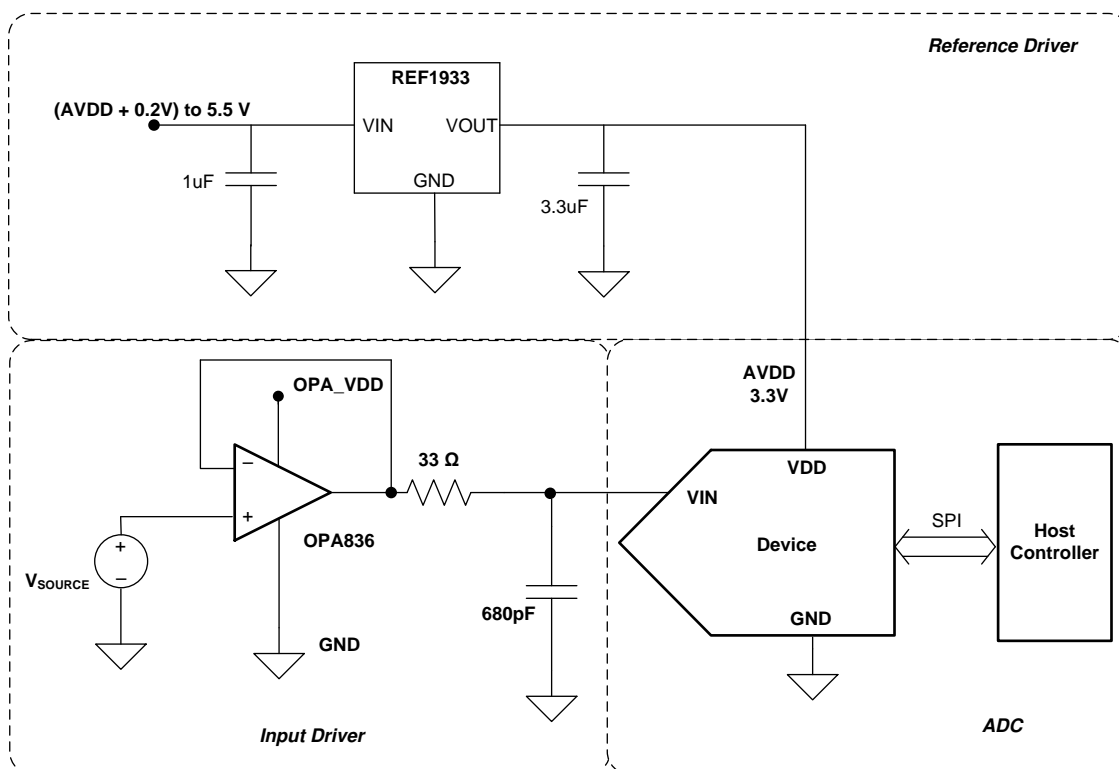 Reference Driver
REF1933
(AVDD + 0.2V) to 5.5 V
VIN
VOUT
GND
1uF
3.3uF
AVDD
3.3V
OPA_VDD
33 Ω
−
+
OPA836
+
−
VSOURCE
GND
680pF
Input Driver
VDD
VIN
Device
GND
SPI
Host
Controller
ADC